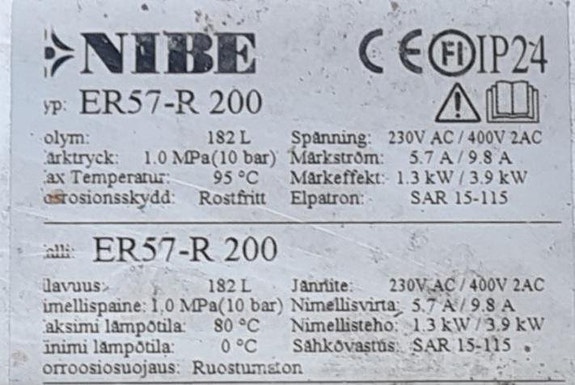 NIBE CE FI IP24
yp: ER57-R 200
olym: 182 L Spänning: 230V AC / 400V 2AC
ärktryck: 1.0 MPa(10 bar) Märkström: 5.7 A / 9.8 A
ax Temperatur: 95 °C Märkeffekt: 1.3 kW / 3.9 kW
orrosionsskydd: Rostfritt Elpatron: SAR 15-115
alli: ER57-R 200
ilavuus: 182 L Jännite: 230V AC / 400V 2AC
imellispaine: 1.0 MPa(10 bar) Nimellisvirta: 5.7 A / 9.8 A
aksimi lämpötila: 80 °C Nimellisteho: 1.3 kW / 3.9 kW
inimi lämpötila: 0 °C Sähkövastus: SAR 15-115
orroosiosuojaus: Ruostumaton